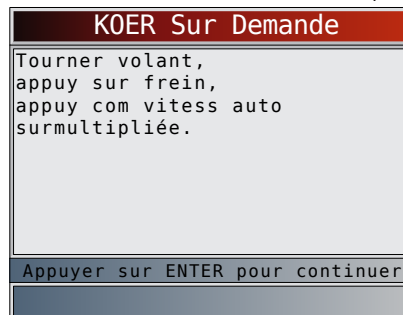 KOER Sur Demande
Tourner volant,
appuy sur frein,
appuy com vitess auto
surmultipliée.
Appuyer sur ENTER pour continuer